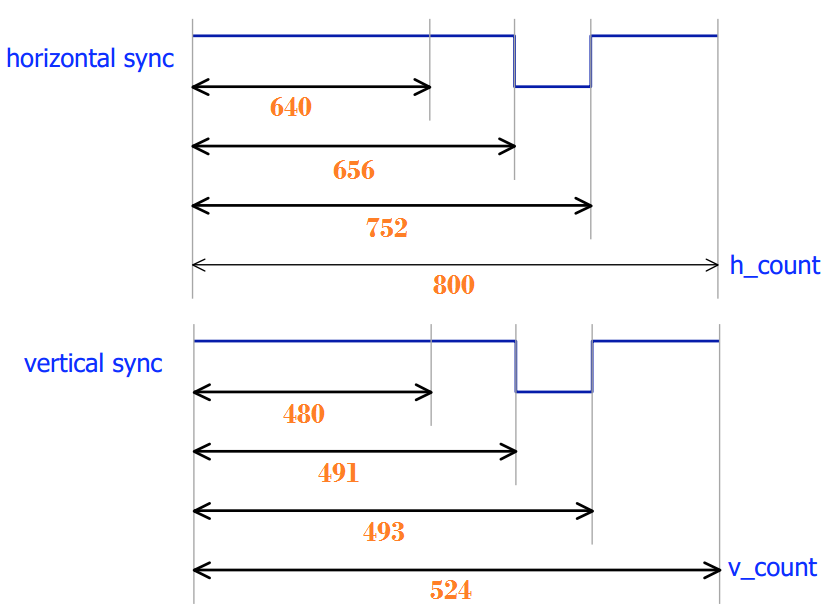 horizontal sync
640
656
752
h_count
800
vertical sync
480
491
493
v_count
524